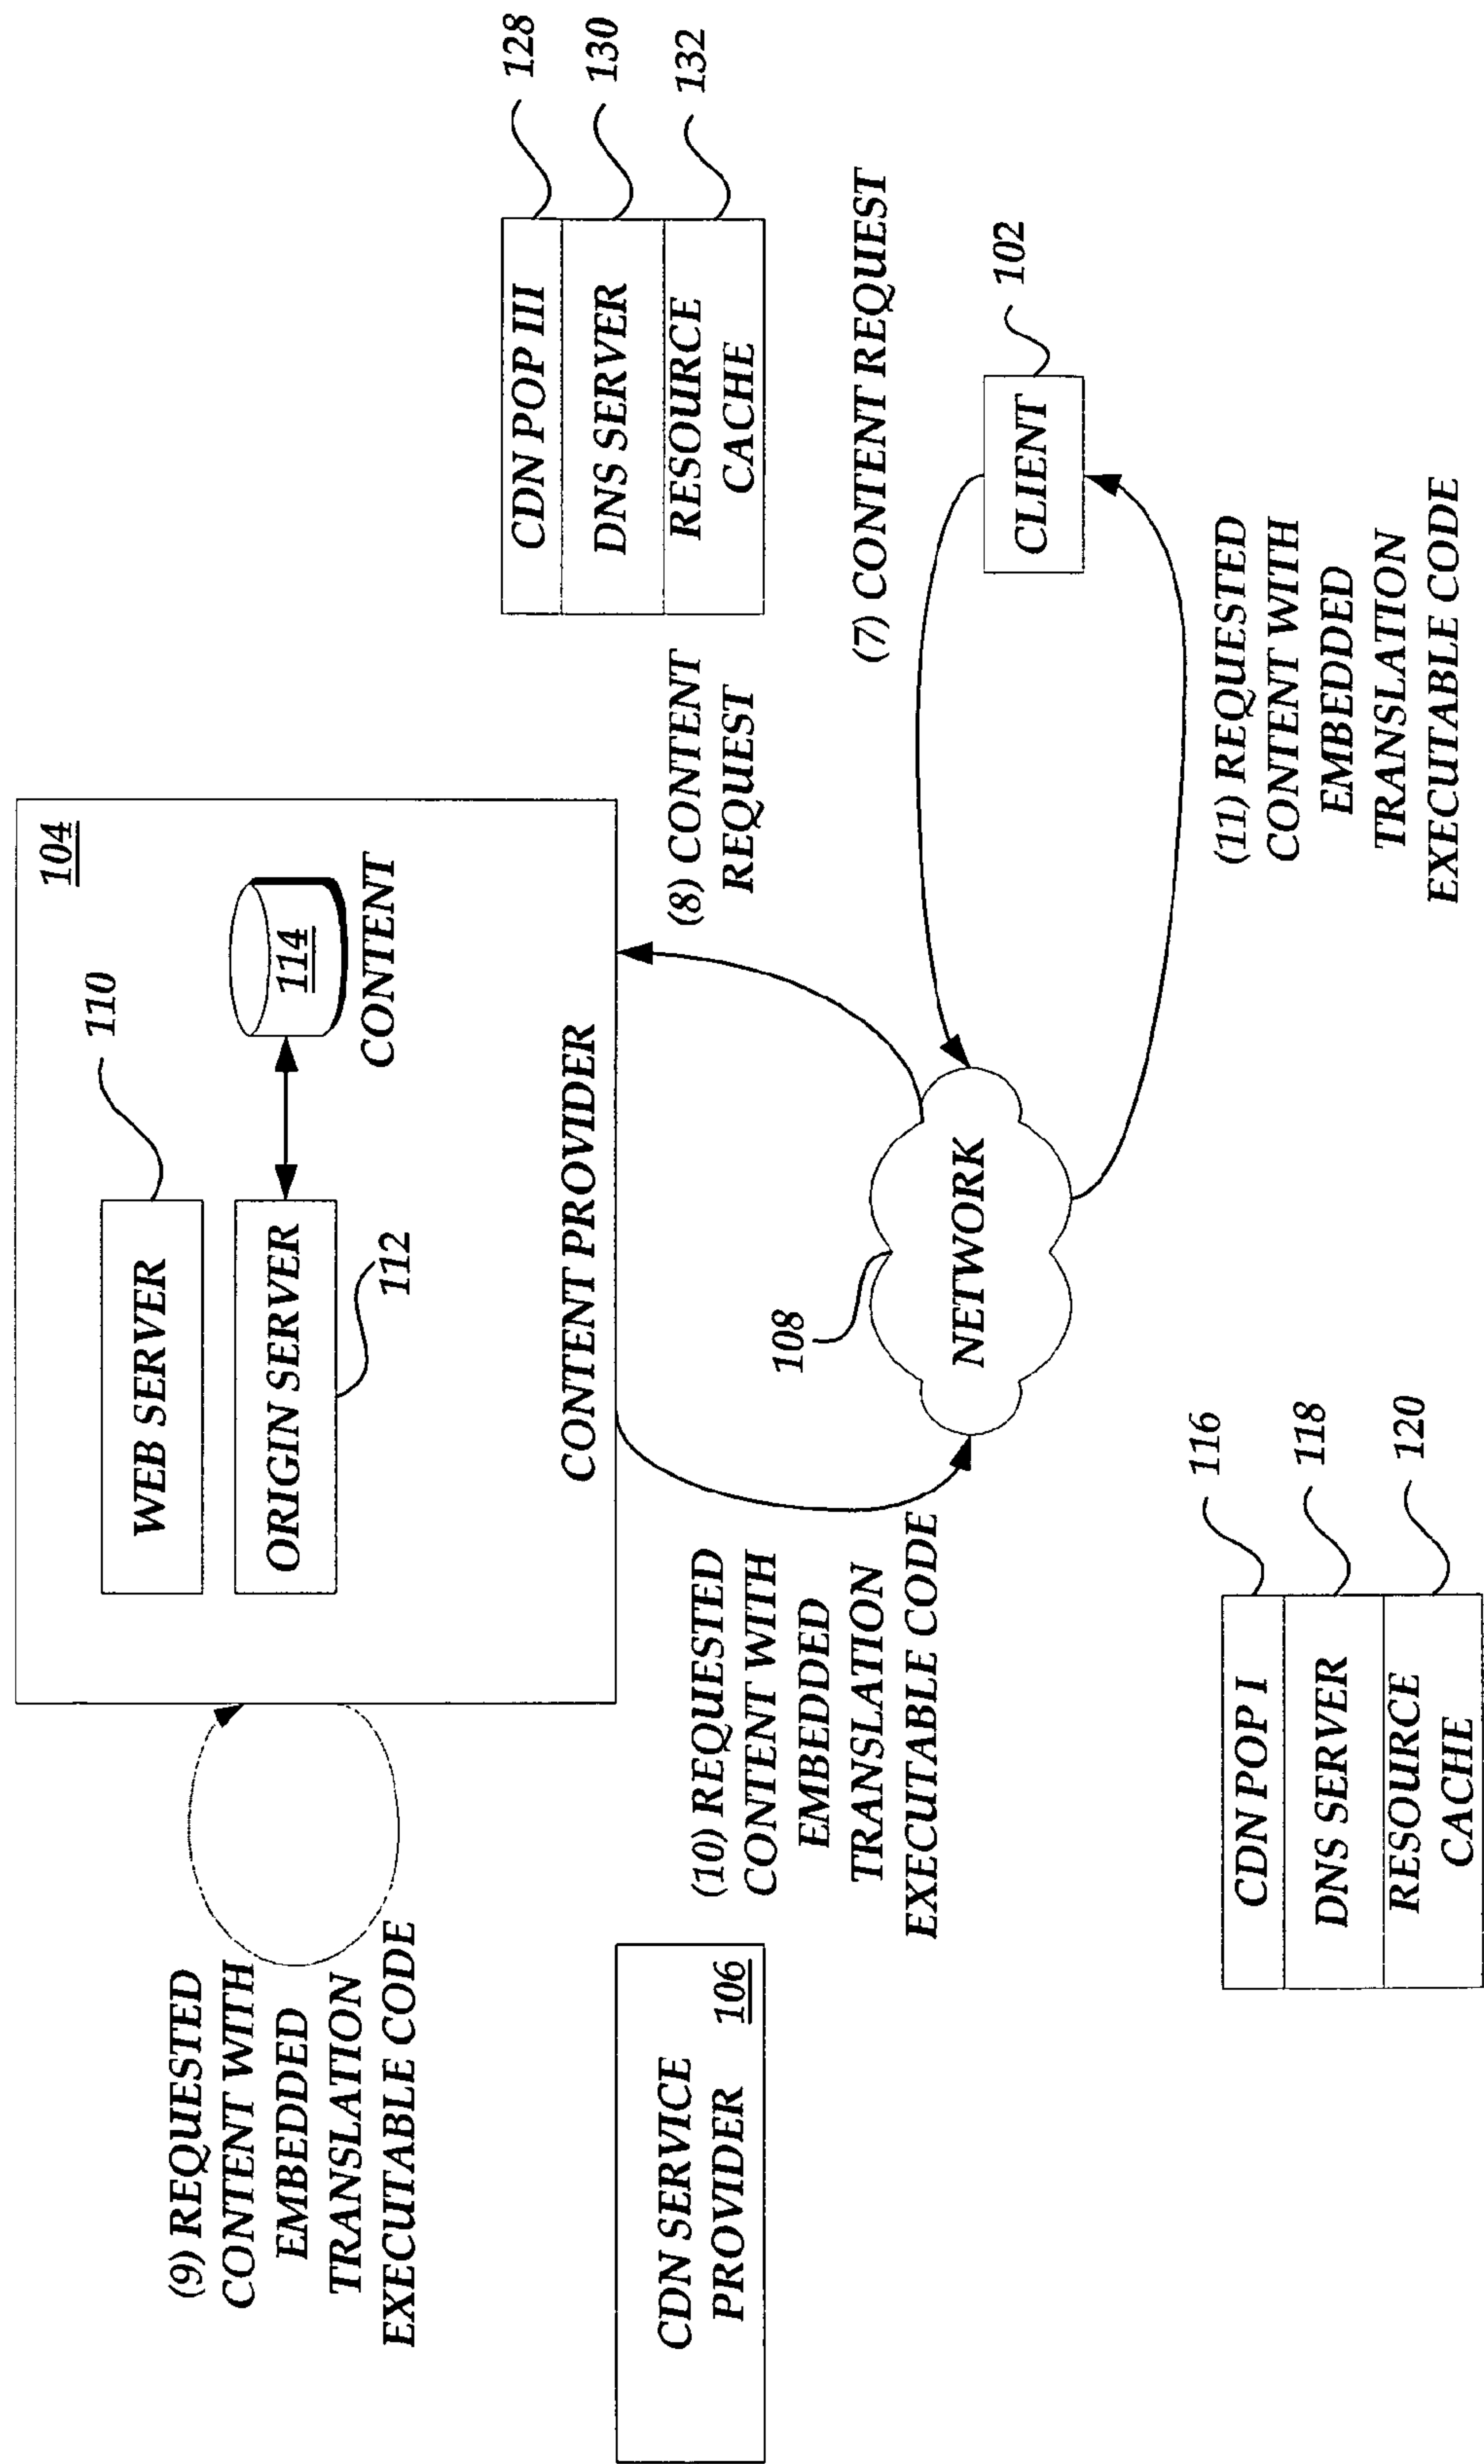 (9) REQUESTED
CONTENT WITH
EMBEDDED
TRANSLATION
EXECUTABLE CODE
104
WEB SERVER
110
ORIGIN SERVER
112
114
CONTENT
CONTENT PROVIDER
CDN SERVICE
PROVIDER
106
(10) REQUESTED
CONTENT WITH
EMBEDDED
TRANSLATION
EXECUTABLE CODE
(8) CONTENT
REQUEST
CDN POP III
DNS SERVER
RESOURCE
CACHE
128
130
132
108
NETWORK
(7) CONTENT REQUEST
CLIENT
102
(11) REQUESTED
CONTENT WITH
EMBEDDED
TRANSLATION
EXECUTABLE CODE
CDN POP I
DNS SERVER
RESOURCE
CACHE
116
118
120